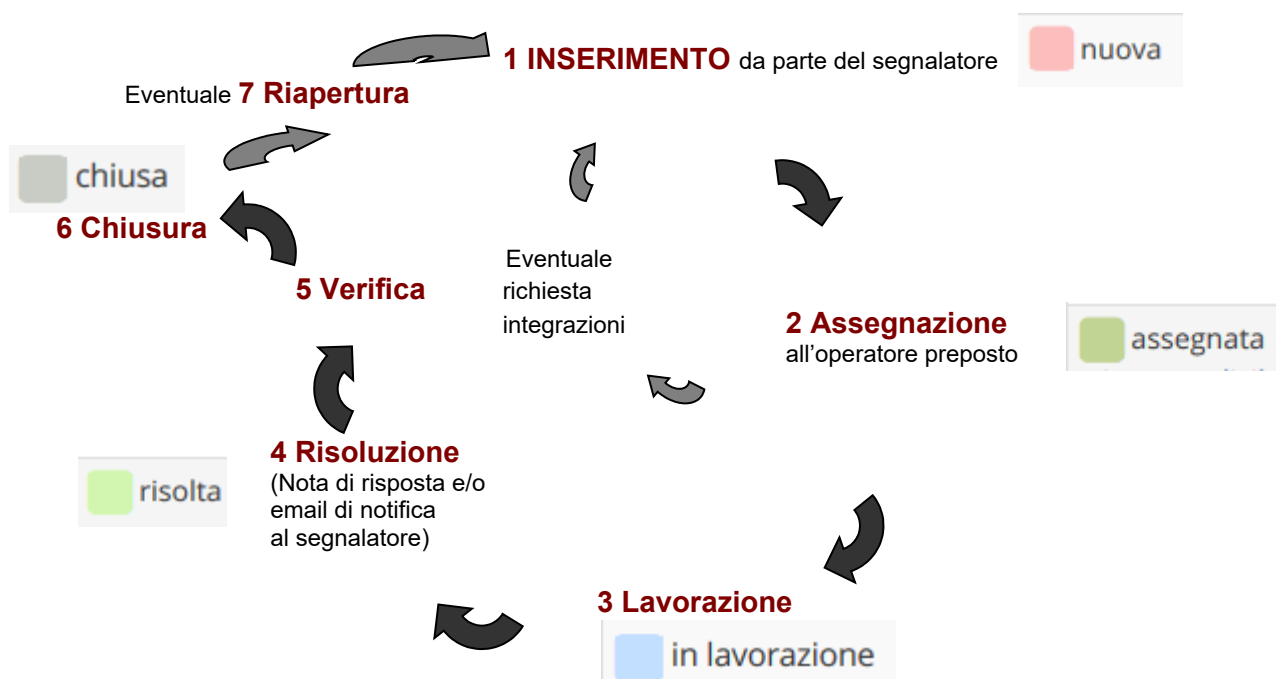 1 INSERIMENTO da parte del segnalatore
nuova
Eventuale 7 Riapertura
chiusa
6 Chiusura
5 Verifica
Eventuale
richiesta
integrazioni
2 Assegnazione
all’operatore preposto
assegnata
4 Risoluzione
(Nota di risposta e/o
email di notifica
al segnalatore)
risolta
3 Lavorazione
in lavorazione